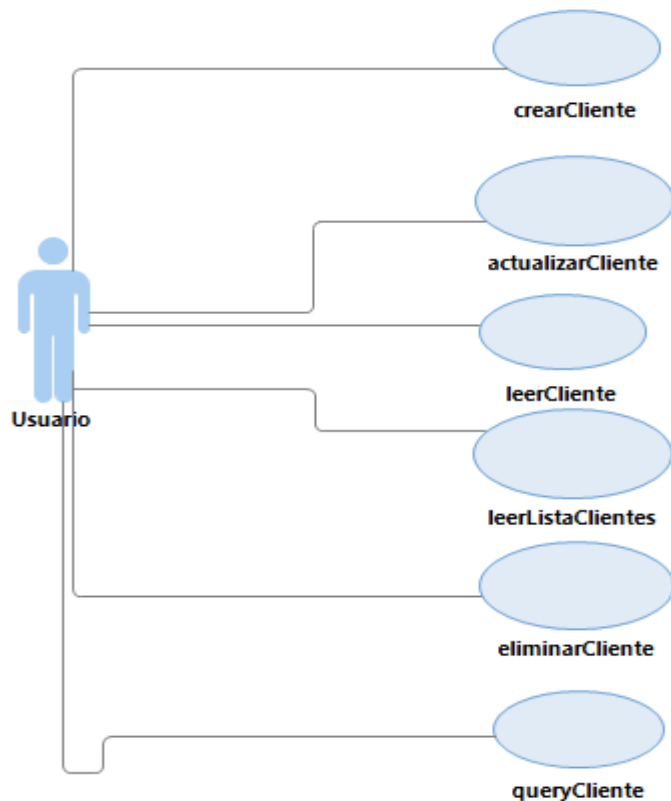 crearCliente
actualizarCliente
leerCliente
Usuario
leerListaClientes
eliminarCliente
queryCliente